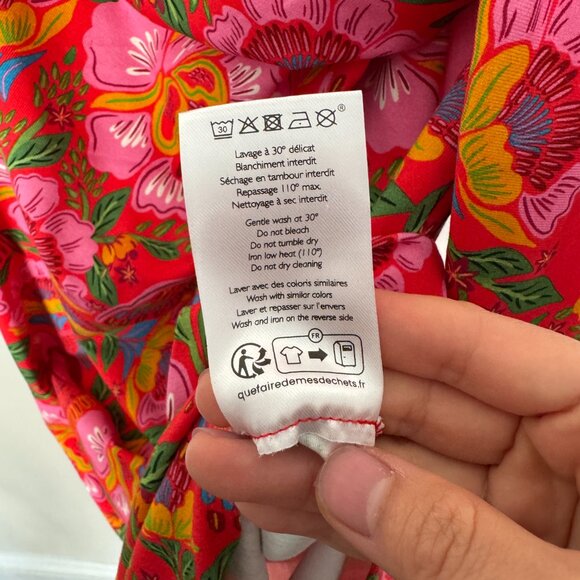 30 ®
Lavage à 30° délicat
Blanchiment interdit
Séchage en tambour interdit
Repassage 110° max.
Nettoyage à sec interdit
Gentle wash at 30°
Do not bleach
Do not tumble dry
Iron low heat (110°)
Do not dry cleaning
Laver avec des coloris similaires
Wash with similar colors
Laver et repasser sur l'envers
Wash and iron on the reverse side
FR
quefairedemesdechets.fr